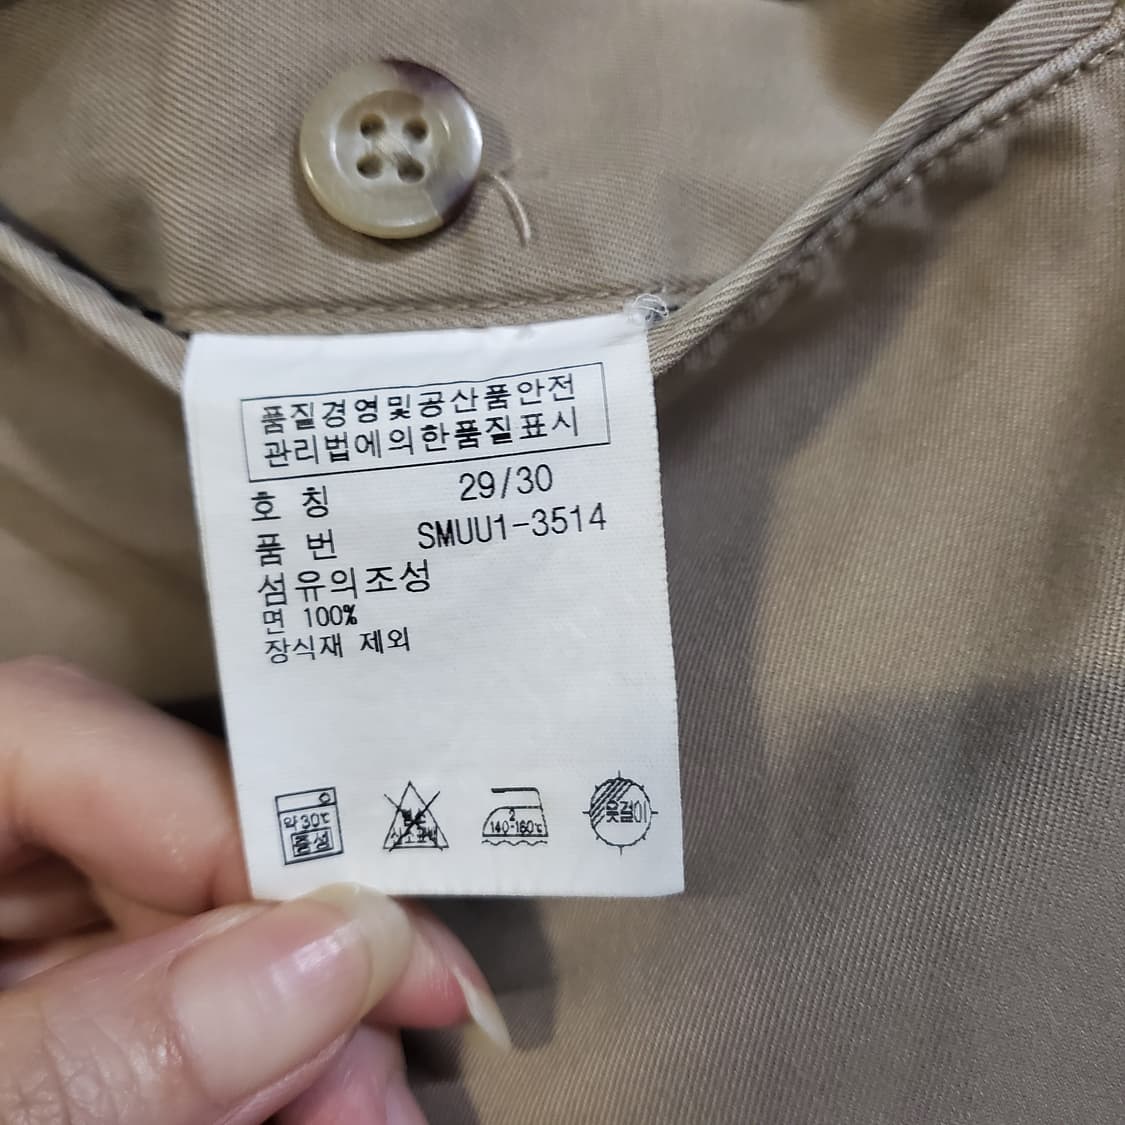 품질경영및공산품안전
관리법에의한품질표시
호 칭 29/30
품 번 SMUU1-3514
섬유의조성
면 100%
장식재 제외
약30℃
중성
2
140-160℃
옷걸이